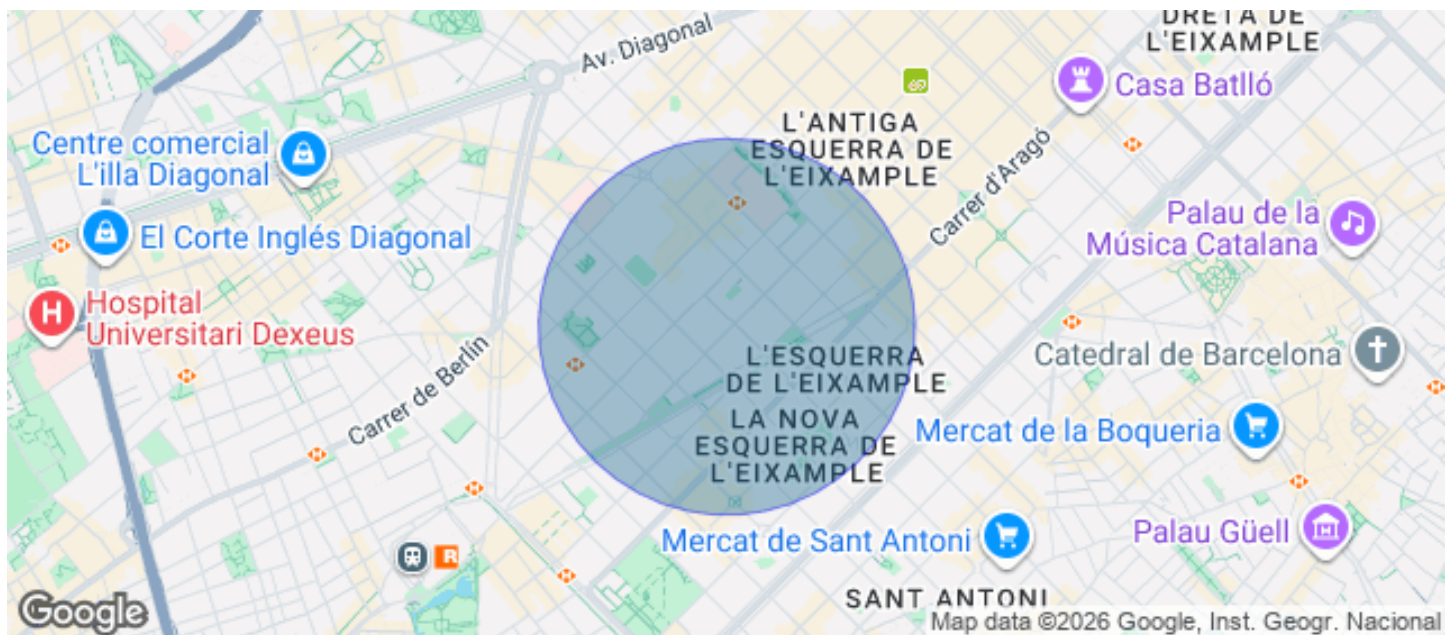 DRETA DE
L'EIXAMPLE
Av. Diagonal
Casa Batlló
L'ANTIGA
ESQUERRA DE
L'EIXAMPLE
Centre comercial
L'illa Diagonal
Carrer d'Aragó
El Corte Inglés Diagonal
Palau de la
Música Catalana
H
Hospital
Universitari Dexeus
Carrer de Berlín
L'ESQUERRA
DE L'EIXAMPLE
Catedral de Barcelona
LA NOVA
ESQUERRA DE
L'EIXAMPLE
Mercat de la Boqueria
Mercat de Sant Antoni
Palau Güell
R
SANT ANTONI
Google
Map data ©2026 Google, Inst. Geogr. Nacional